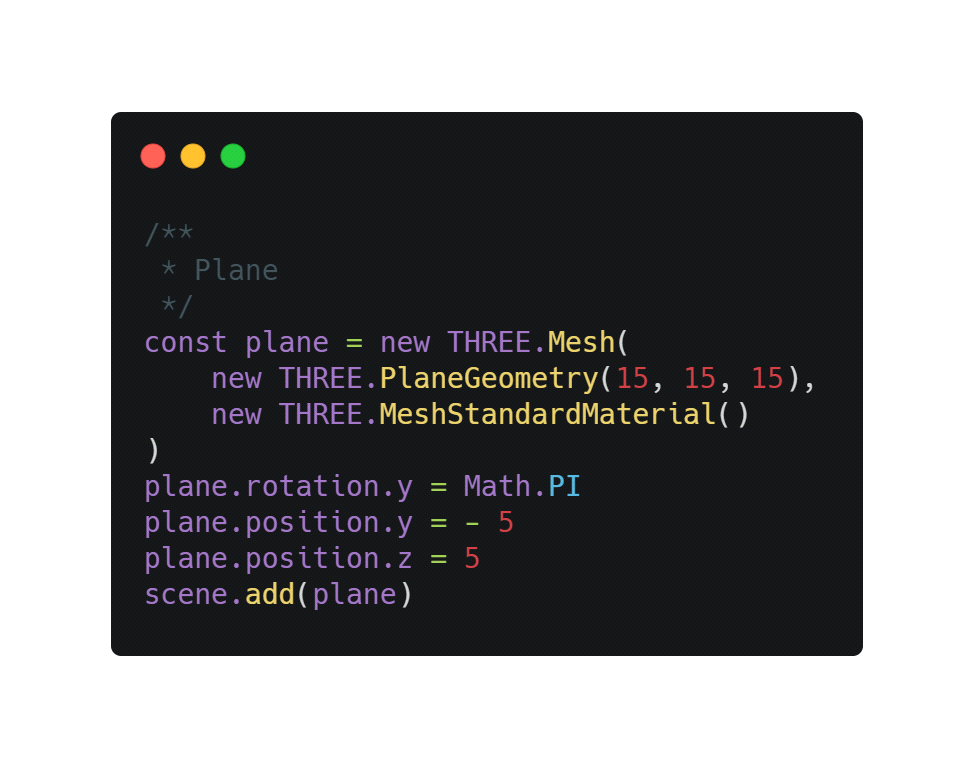 /**
 * Plane
 */
const plane = new THREE.Mesh(
    new THREE.PlaneGeometry(15, 15, 15),
    new THREE.MeshStandardMaterial()
)
plane.rotation.y = Math.PI
plane.position.y = - 5
plane.position.z = 5
scene.add(plane)